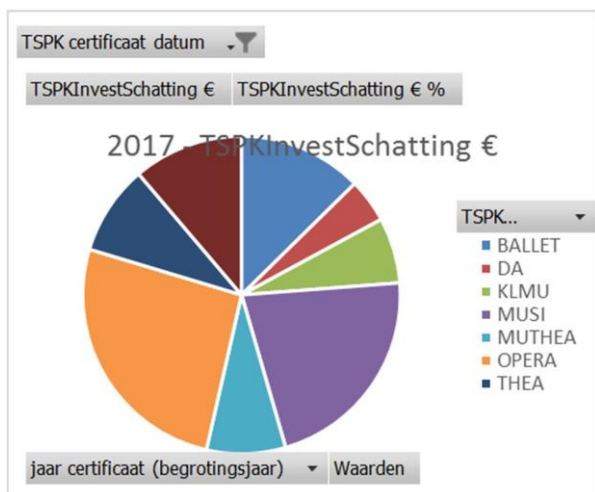 TSPK certificaat datum
TSPKInvestSchatting € TSPKInvestSchatting € %
2017 - TSPKInvestSchatting €
TSPK...
BALLET
DA
KLMU
MUSI
MUTHEA
OPERA
THEA
jaar certificaat (begrotingsjaar) Waarden